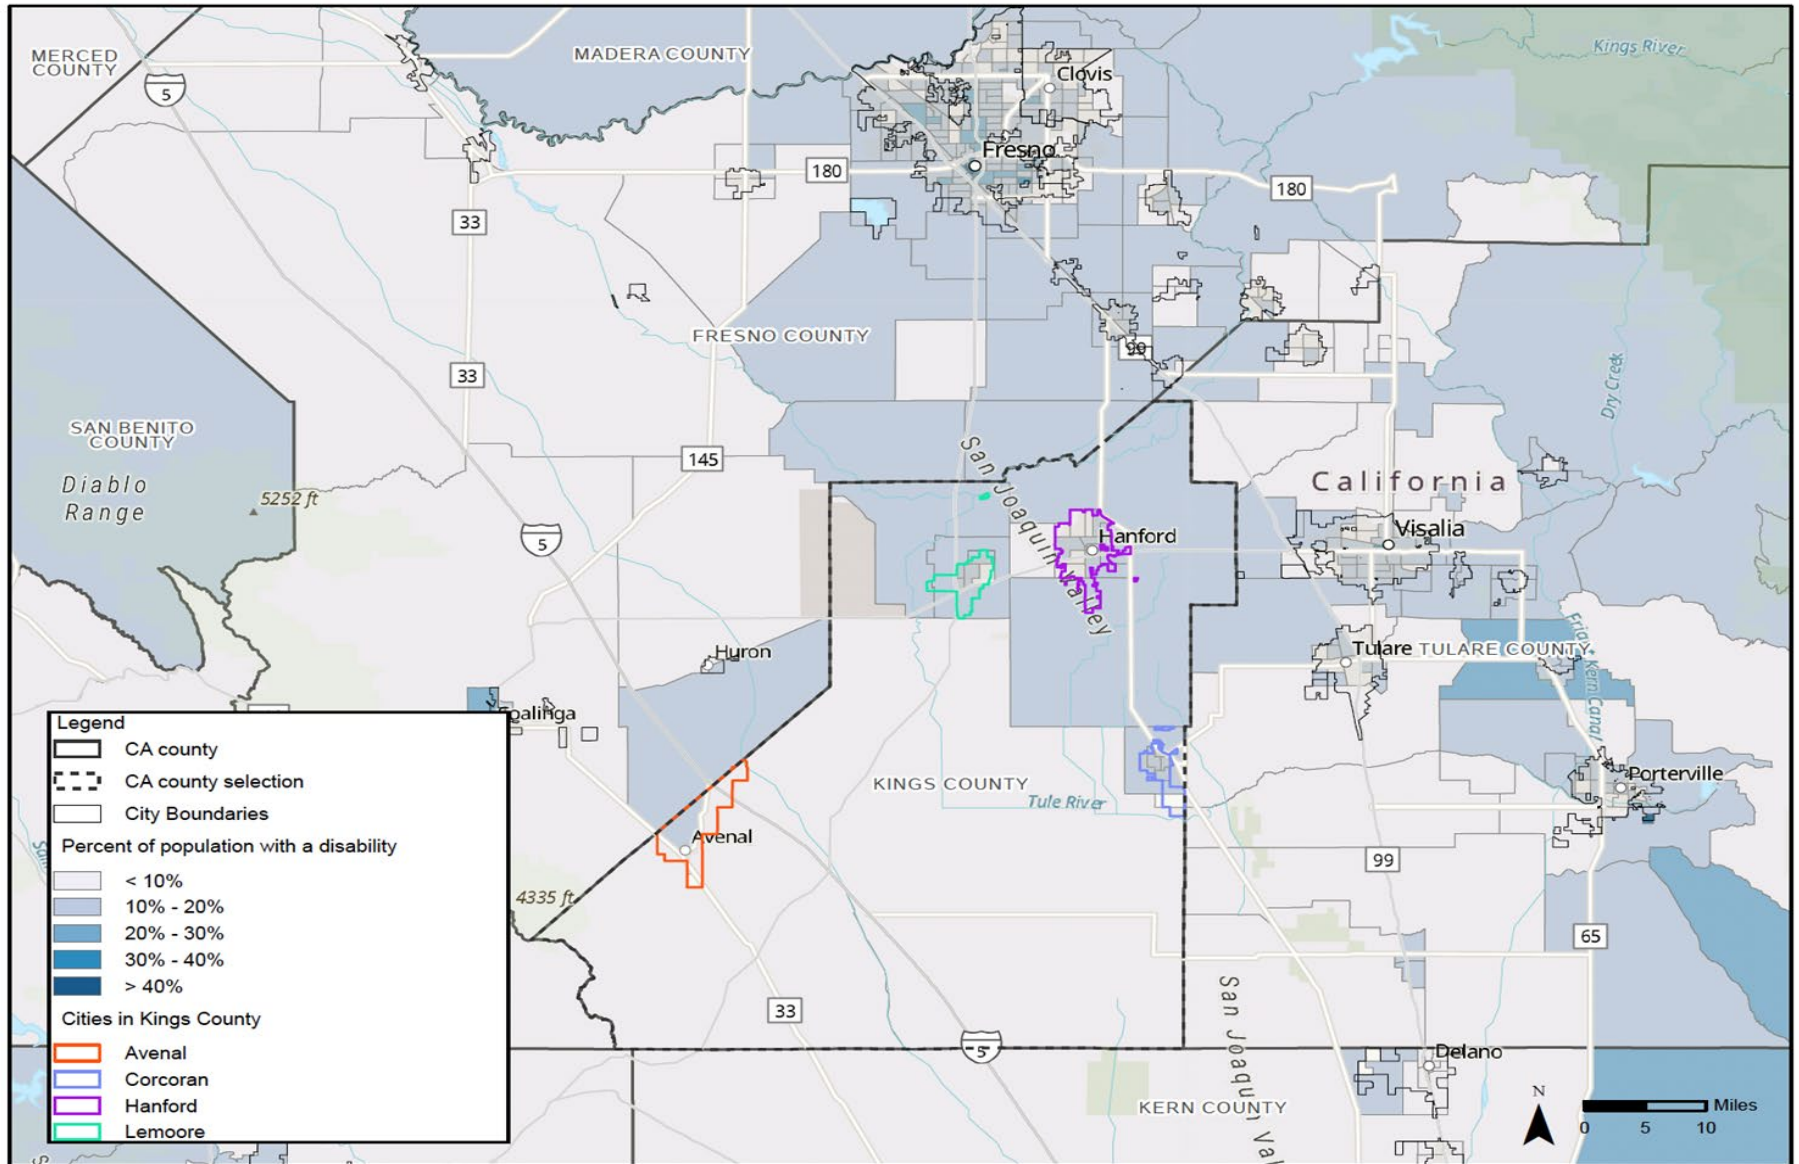 MERCED
COUNTY
5
MADERA COUNTY
Clovis
Kings River
Fresno
180
180
33
FRESNO COUNTY
99
33
Dry Creek
SAN BENITO
COUNTY
Diablo
Range
5252 ft
145
San Joaquin Valley
California
5
Hanford
Visalia
Huron
Tulare
TULARE COUNTY
Friant Kern Canal
Coalinga
KINGS COUNTY
Tule River
Porterville
Avenal
99
4335 ft
65
33
San Joaquin Val
5
Delano
KERN COUNTY
Legend
CA county
CA county selection
City Boundaries
Percent of population with a disability
< 10%
10% - 20%
20% - 30%
30% - 40%
> 40%
Cities in Kings County
Avenal
Corcoran
Hanford
Lemoore
N
Miles
0 5 10